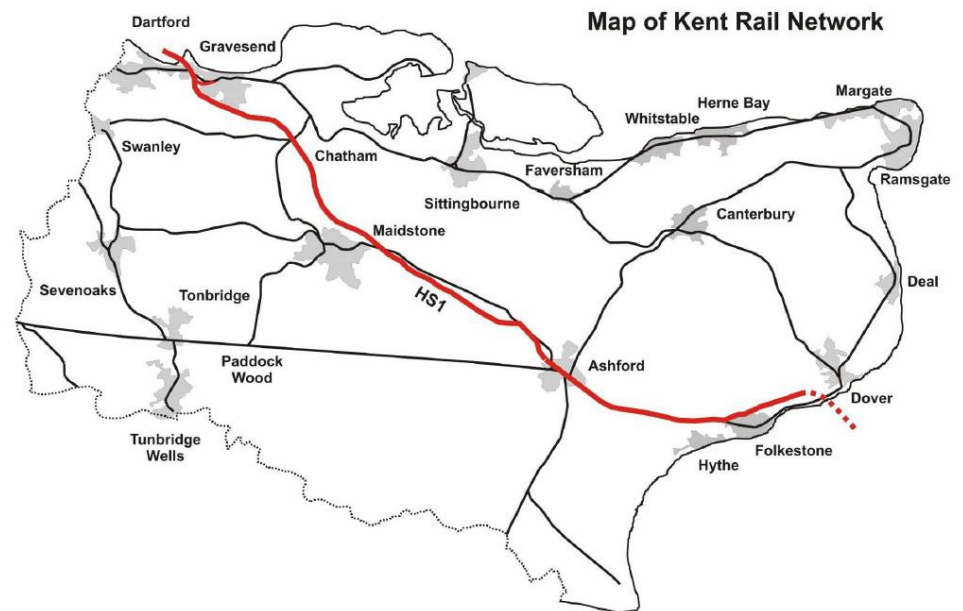 Map of Kent Rail Network
Dartford
Gravesend
Margate
Herne Bay
Whitstable
Swanley
Chatham
Faversham
Ramsgate
Sittingbourne
Canterbury
Maidstone
Deal
Sevenoaks
Tonbridge
HS1
Paddock
Wood
Ashford
Dover
Tunbridge
Wells
Folkestone
Hythe